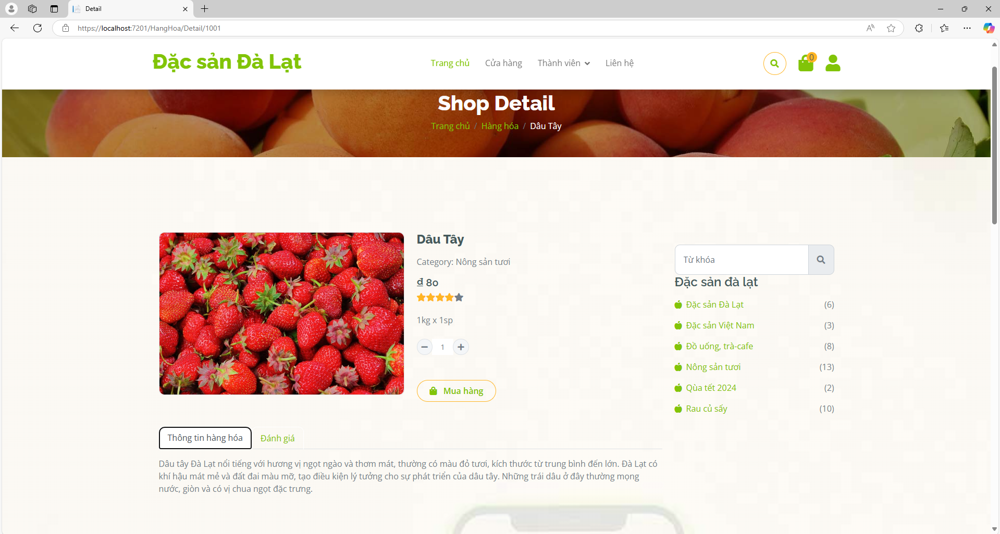 Detail
https://localhost:7201/HangHoa/Detail/1001
Đặc sản Đà Lạt
Trang chủ
Cửa hàng
Thành viên
Liên hệ
0
Shop Detail
Trang chủ / Hàng hóa / Dâu Tây
Dâu Tây
Category: Nông sản tươi
₫ 80
1kg x 1sp
1
Mua hàng
Từ khóa
Đặc sản đà lạt
Đặc sản Đà Lạt (6)
Đặc sản Việt Nam (3)
Đồ uống, trà-cafe (8)
Nông sản tươi (13)
Qùa tết 2024 (2)
Rau củ sấy (10)
Thông tin hàng hóa
Đánh giá
Dâu tây Đà Lạt nổi tiếng với hương vị ngọt ngào và thơm mát, thường có màu đỏ tươi, kích thước từ trung bình đến lớn. Đà Lạt có
khí hậu mát mẻ và đất đai màu mỡ, tạo điều kiện lý tưởng cho sự phát triển của dâu tây. Những trái dâu ở đây thường mọng
nước, giòn và có vị chua ngọt đặc trưng.